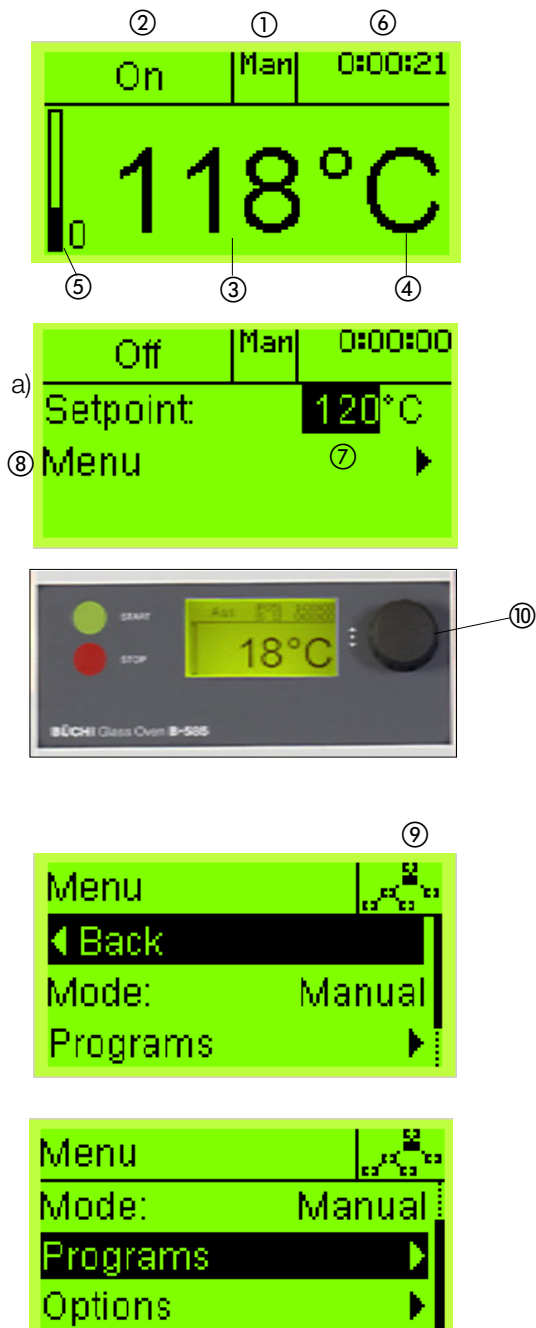 ② ① ⑥
On Man 0:00:21
118°C
0
⑤ ③ ④
Off Man 0:00:00
a)
Setpoint: 120°C
⑧ Menu ⑦
START
18°C
⑩
STOP
BÜCHI Glass Oven B-585
⑨
Menu
Back
Mode: Manual
Programs
Menu
Mode: Manual
Programs
Options